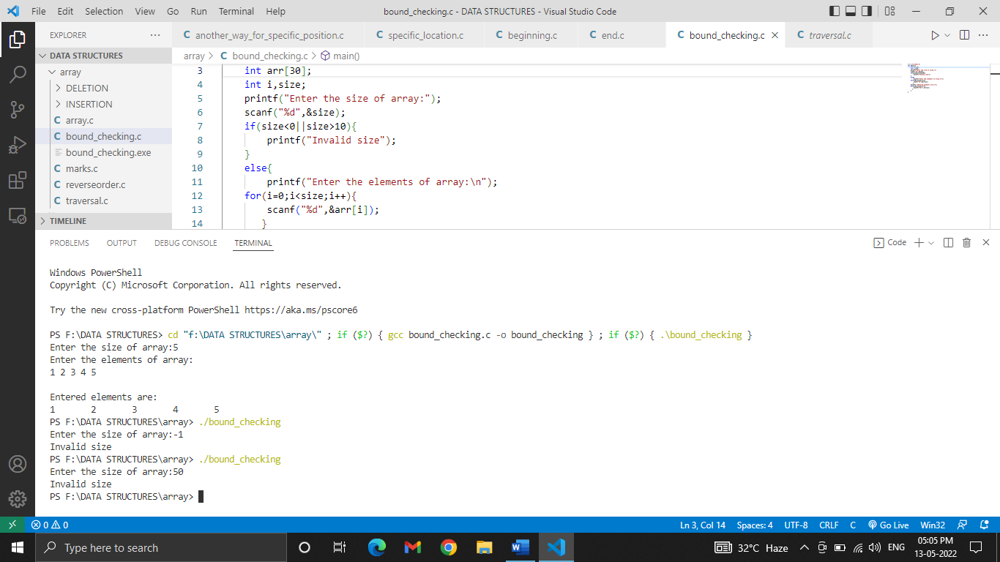 File Edit Selection View Go Run Terminal Help bound_checking.c - DATA STRUCTURES - Visual Studio Code
EXPLORER
DATA STRUCTURES
array
DELETION
INSERTION
array.c
bound_checking.c
bound_checking.exe
marks.c
reverseorder.c
traversal.c
TIMELINE
another_way_for_specific_position.c specific_location.c beginning.c end.c bound_checking.c traversal.c
array > bound_checking.c > main()
3 int arr[30];
4 int i,size;
5 printf("Enter the size of array:");
6 scanf("%d",&size);
7 if(size<0||size>10){
8 printf("Invalid size");
9 }
10 else{
11 printf("Enter the elements of array:\n");
12 for(i=0;i<size;i++){
13 scanf("%d",&arr[i]);
14 }
PROBLEMS OUTPUT DEBUG CONSOLE TERMINAL Code
Windows PowerShell
Copyright (C) Microsoft Corporation. All rights reserved.
Try the new cross-platform PowerShell https://aka.ms/pscore6
PS F:\DATA STRUCTURES> cd "f:\DATA STRUCTURES\array\" ; if ($?) { gcc bound_checking.c -o bound_checking } ; if ($?) { .\bound_checking }
Enter the size of array:5
Enter the elements of array:
1 2 3 4 5
Entered elements are:
1 2 3 4 5
PS F:\DATA STRUCTURES\array> ./bound_checking
Enter the size of array:-1
Invalid size
PS F:\DATA STRUCTURES\array> ./bound_checking
Enter the size of array:50
Invalid size
PS F:\DATA STRUCTURES\array>
0 0 Ln 3, Col 14 Spaces: 4 UTF-8 CRLF C Go Live Win32
Type here to search 32°C Haze ENG 05:05 PM
13-05-2022